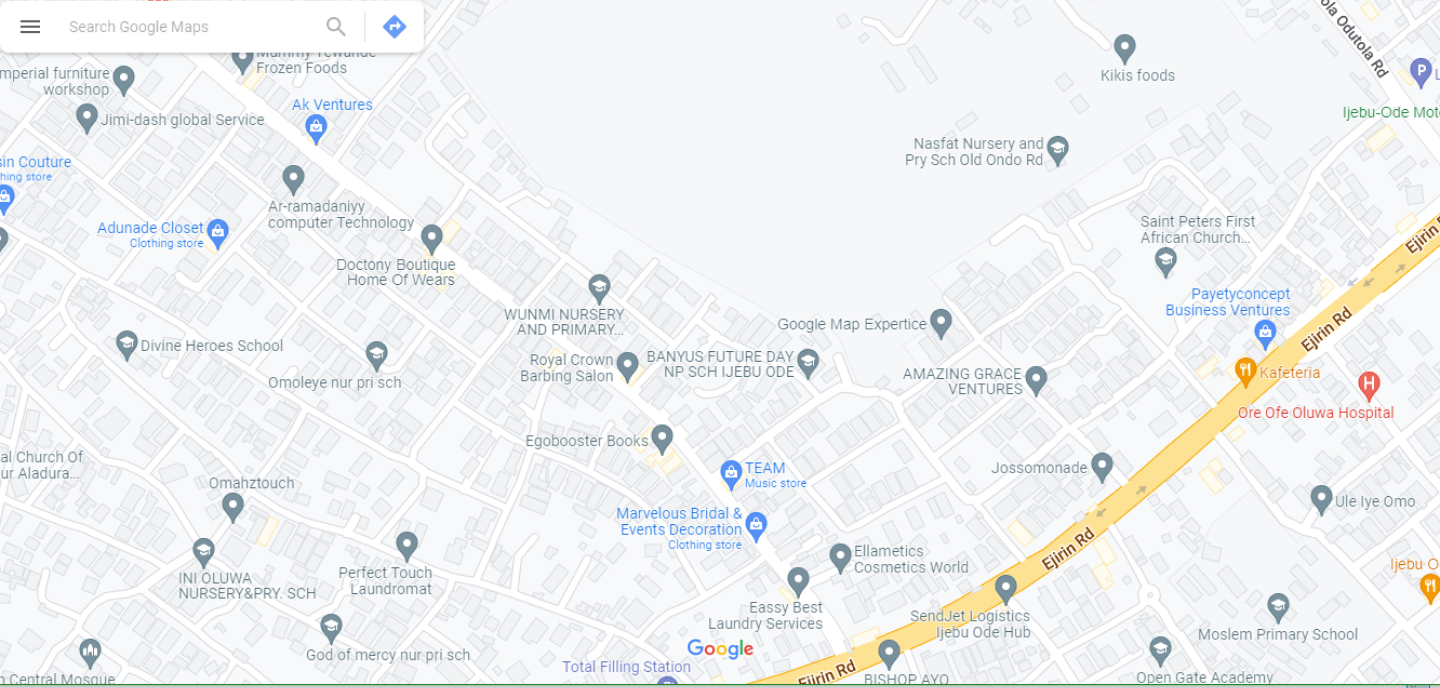 Search Google Maps
Frozen Foods
mperial furniture
workshop
Jimi-dash global Service
Ak Ventures
Kikis foods
ola Odutola Rd
P
Ijebu-Ode Mot
Nasfat Nursery and
Pry Sch Old Ondo Rd
sin Couture
hing store
Ar-ramadaniyy
computer Technology
Adunade Closet
Clothing store
Doctony Boutique
Home Of Wears
Saint Peters First
African Church...
Ejirin R
Payetyconcept
Business Ventures
Ejirin Rd
WUNMI NURSERY
AND PRIMARY...
Google Map Expertice
Divine Heroes School
Omoleye nur pri sch
Royal Crown
Barbing Salon
BANYUS FUTURE DAY
NP SCH IJEBU ODE
AMAZING GRACE
VENTURES
Kafeteria
H
Ore Ofe Oluwa Hospital
Egobooster Books
al Church Of
ur Aladura...
TEAM
Music store
Jossomonade
Omahztouch
Ule Iye Omo
Marvelous Bridal &
Events Decoration
Clothing store
Ejirin Rd
Ellametics
Cosmetics World
INI OLUWA
NURSERY&PRY. SCH
Perfect Touch
Laundromat
Ijebu O
Eassy Best
Laundry Services
SendJet Logistics
Ijebu Ode Hub
Moslem Primary School
God of mercy nur pri sch
Google
Total Filling Station
Ejirin Rd
BISHOP AYO
Open Gate Academy
n Central Mosque